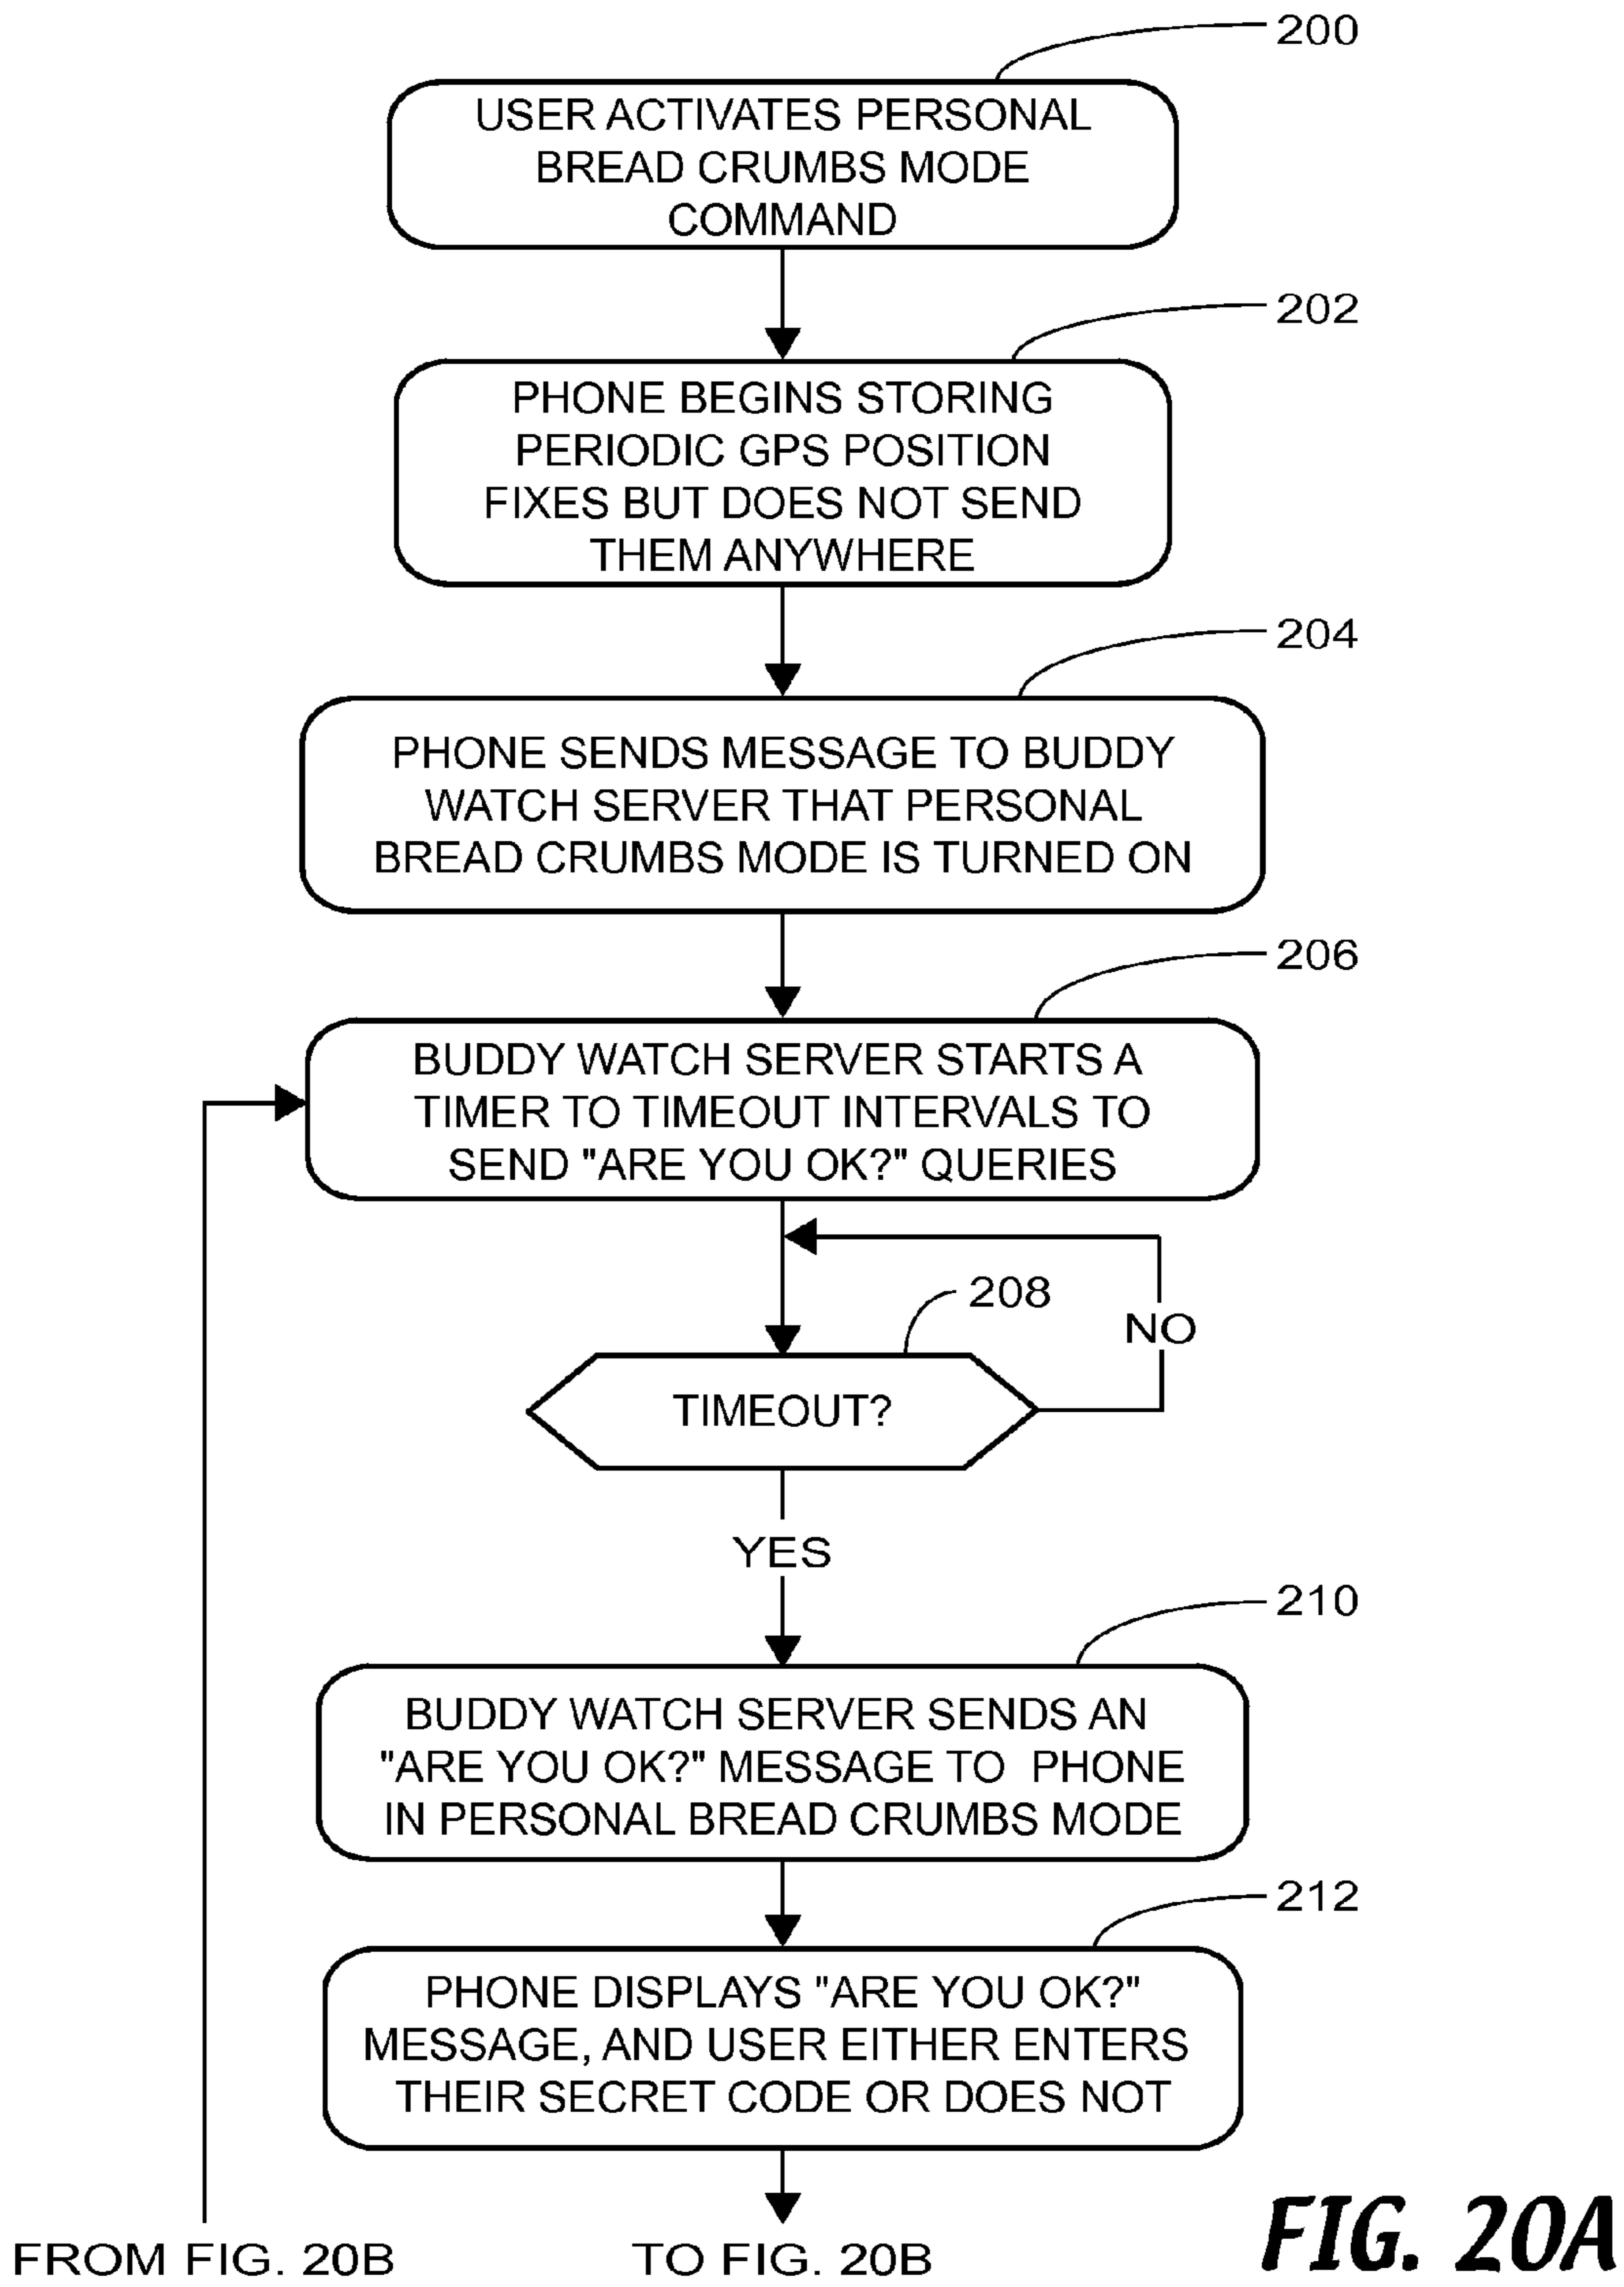 200
USER ACTIVATES PERSONAL
BREAD CRUMBS MODE
COMMAND
202
PHONE BEGINS STORING
PERIODIC GPS POSITION
FIXES BUT DOES NOT SEND
THEM ANYWHERE
204
PHONE SENDS MESSAGE TO BUDDY
WATCH SERVER THAT PERSONAL
BREAD CRUMBS MODE IS TURNED ON
206
BUDDY WATCH SERVER STARTS A
TIMER TO TIMEOUT INTERVALS TO
SEND "ARE YOU OK?" QUERIES
208
NO
TIMEOUT?
YES
210
BUDDY WATCH SERVER SENDS AN
"ARE YOU OK?" MESSAGE TO PHONE
IN PERSONAL BREAD CRUMBS MODE
212
PHONE DISPLAYS "ARE YOU OK?"
MESSAGE, AND USER EITHER ENTERS
THEIR SECRET CODE OR DOES NOT
FROM FIG. 20B
TO FIG. 20B
FIG. 20A